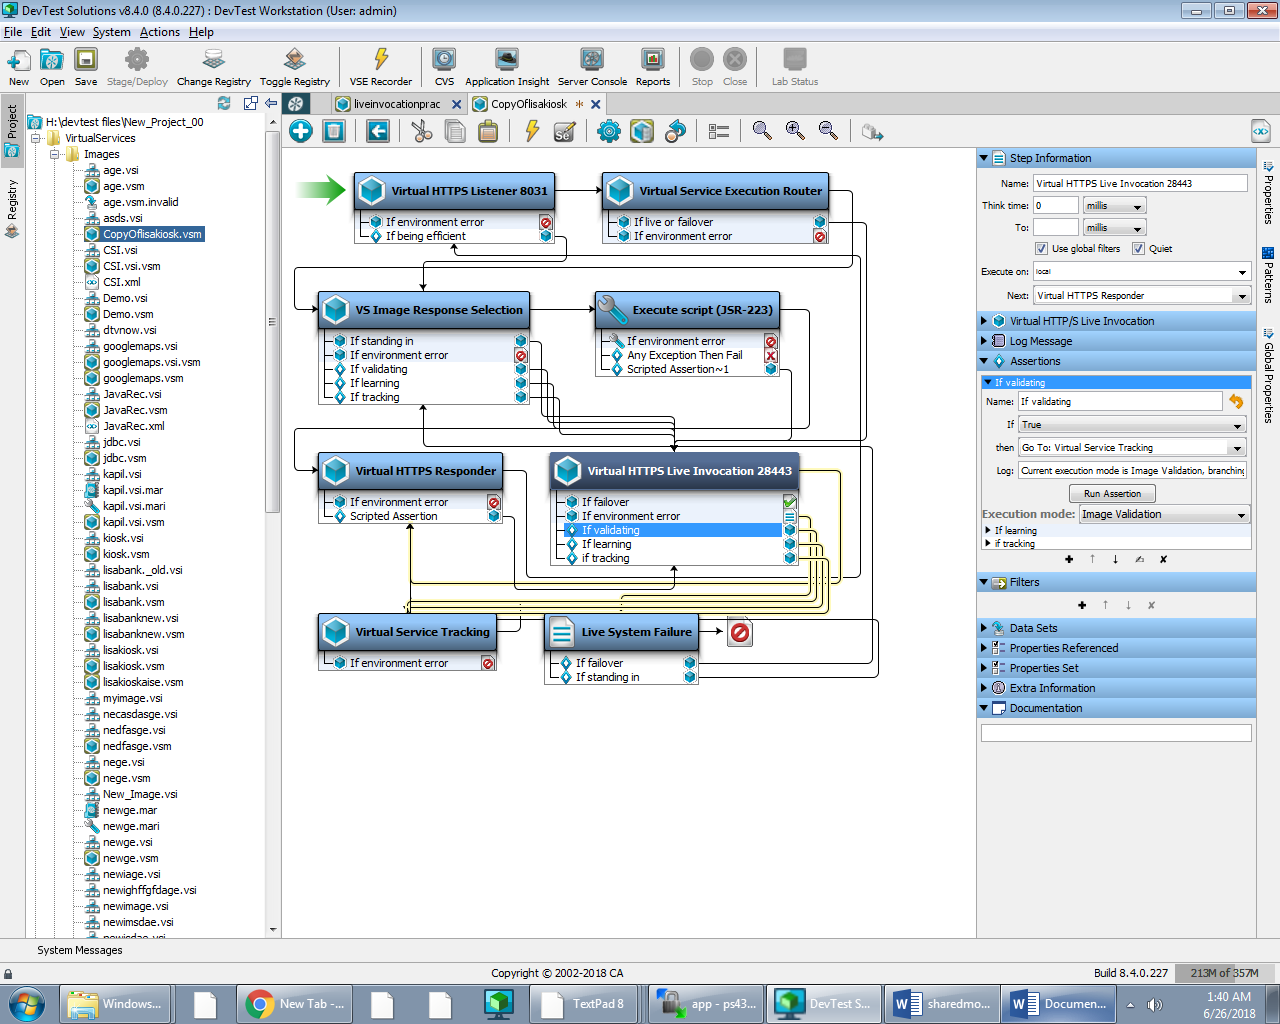 DevTest Solutions v8.4.0 (8.4.0.227) : DevTest Workstation (User: admin)
File Edit View System Actions Help
New Open Save Stage/Deploy Change Registry Toggle Registry VSE Recorder CVS Application Insight Server Console Reports Stop Close Lab Status
liveinvocationprac CopyOflisakiosk
Project
Registry
H:\devtest files\New_Project_00
VirtualServices
Images
age.vsi
age.vsm
age.vsm.invalid
asds.vsi
CopyOflisakiosk.vsm
CSI.vsi
CSI.vsi.vsm
CSI.xml
Demo.vsi
Demo.vsm
dtvnow.vsi
googlemaps.vsi
googlemaps.vsi.vsm
googlemaps.vsm
JavaRec.vsi
JavaRec.vsm
JavaRec.xml
jdbc.vsi
jdbc.vsm
kapil.vsi
kapil.vsi.mar
kapil.vsi.mari
kapil.vsi.vsm
kiosk.vsi
kiosk.vsm
lisabank._old.vsi
lisabank.vsi
lisabank.vsm
lisabanknew.vsi
lisabanknew.vsm
lisakiosk.vsi
lisakiosk.vsm
lisakioskaise.vsm
myimage.vsi
necasdasge.vsi
nedfasge.vsi
nedfasge.vsm
nege.vsi
nege.vsm
New_Image.vsi
newge.mar
newge.mari
newge.vsi
newge.vsm
newiage.vsi
newighffgfdage.vsi
newimage.vsi
newimsdae.vsi
Virtual HTTPS Listener 8031
If environment error
If being efficient
Virtual Service Execution Router
If live or failover
If environment error
VS Image Response Selection
If standing in
If environment error
If validating
If learning
If tracking
Execute script (JSR-223)
If environment error
Any Exception Then Fail
Scripted Assertion~1
Virtual HTTPS Responder
If environment error
Scripted Assertion
Virtual HTTPS Live Invocation 28443
If failover
If environment error
If validating
If learning
if tracking
Virtual Service Tracking
If environment error
Live System Failure
If failover
If standing in
Step Information
Name: Virtual HTTPS Live Invocation 28443
Think time: 0 millis
To: millis
Use global filters Quiet
Execute on: local
Next: Virtual HTTPS Responder
Virtual HTTP/S Live Invocation
Log Message
Assertions
If validating
Name: If validating
If True
then Go To: Virtual Service Tracking
Log: Current execution mode is Image Validation, branching
Run Assertion
Execution mode: Image Validation
If learning
if tracking
Filters
Data Sets
Properties Referenced
Properties Set
Extra Information
Documentation
Properties
Patterns
Global Properties
System Messages
Copyright © 2002-2018 CA
Build 8.4.0.227 213M of 357M
Windows... New Tab -... TextPad 8 app - ps43... DevTest S... sharedmo... Documen...
1:40 AM
6/26/2018